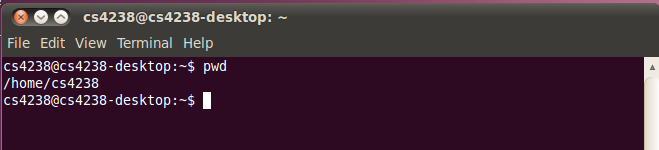 cs4238@cs4238-desktop: ~
File Edit View Terminal Help
cs4238@cs4238-desktop:~$ pwd
/home/cs4238
cs4238@cs4238-desktop:~$